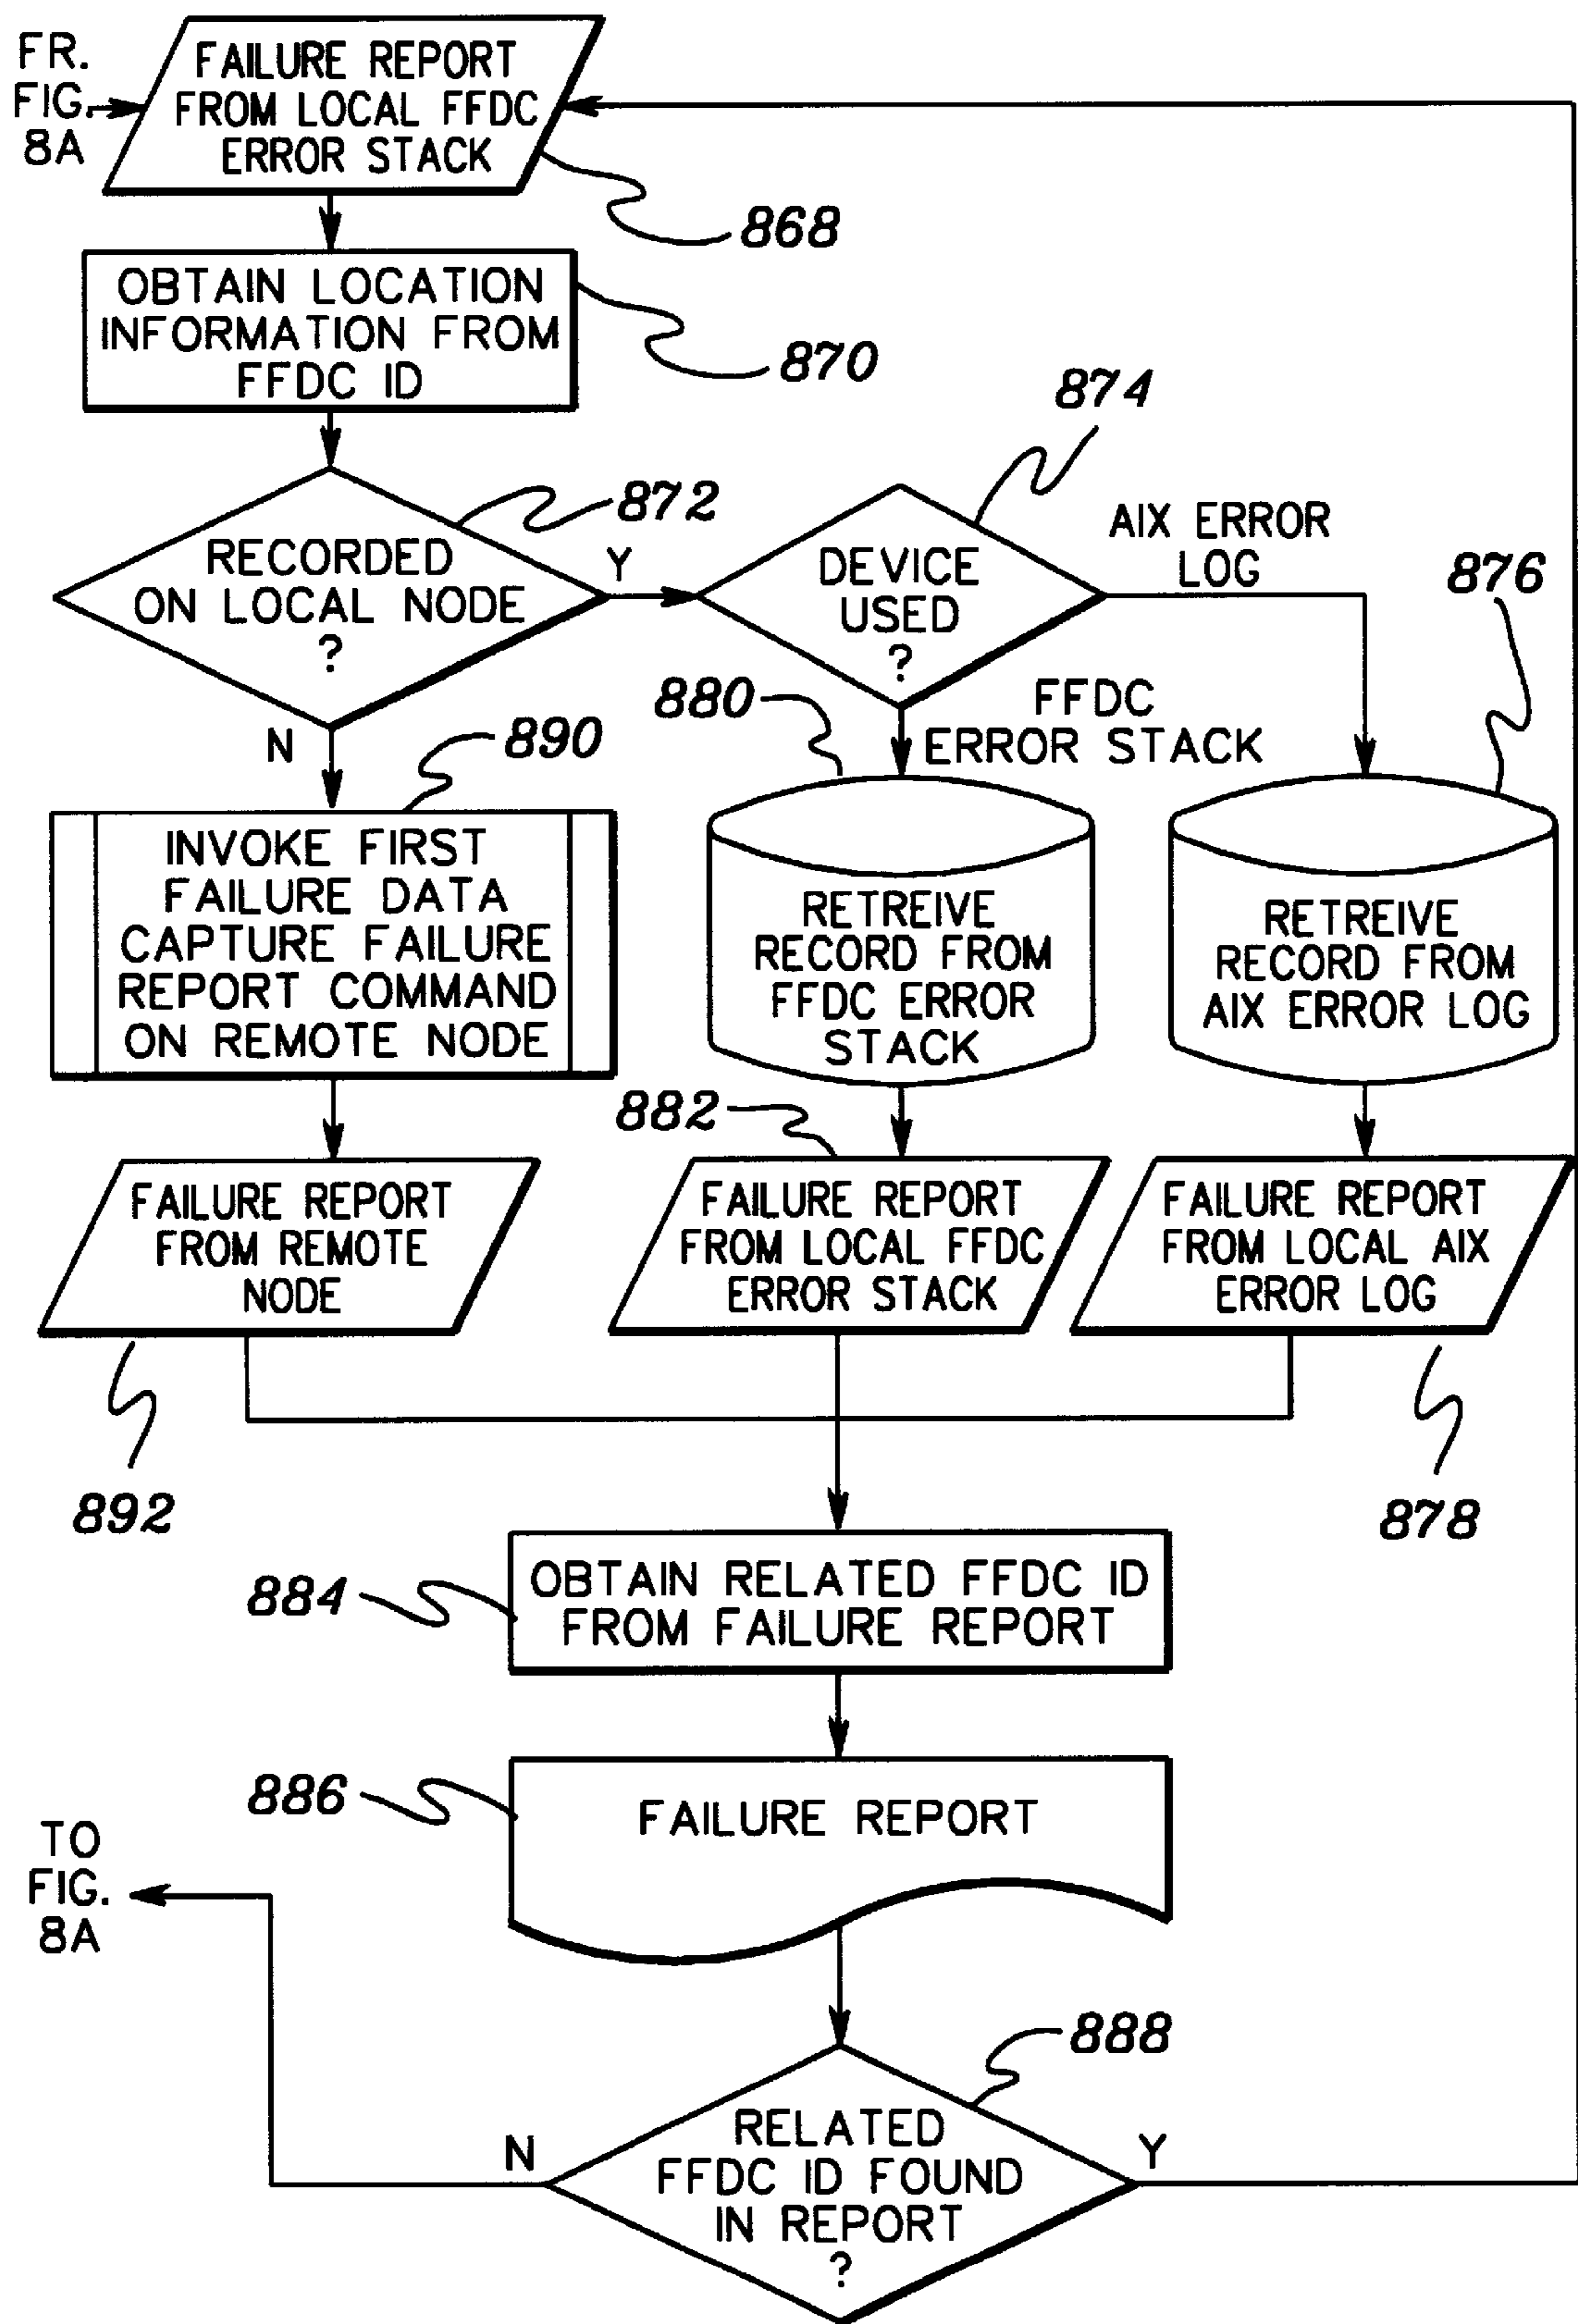 FR.
FIG.
8A
FAILURE REPORT
FROM LOCAL FFDC
ERROR STACK
868
OBTAIN LOCATION
INFORMATION FROM
FFDC ID
870
RECORDED
ON LOCAL NODE
?
872
Y
N
DEVICE
USED
?
874
AIX ERROR
LOG
876
FFDC
ERROR STACK
880
890
INVOKE FIRST
FAILURE DATA
CAPTURE FAILURE
REPORT COMMAND
ON REMOTE NODE
RETREIVE
RECORD FROM
FFDC ERROR
STACK
RETREIVE
RECORD FROM
AIX ERROR LOG
882
FAILURE REPORT
FROM REMOTE
NODE
FAILURE REPORT
FROM LOCAL FFDC
ERROR STACK
FAILURE REPORT
FROM LOCAL AIX
ERROR LOG
892
878
884
OBTAIN RELATED FFDC ID
FROM FAILURE REPORT
886
FAILURE REPORT
TO
FIG.
8A
888
N
RELATED
FFDC ID FOUND
IN REPORT
?
Y